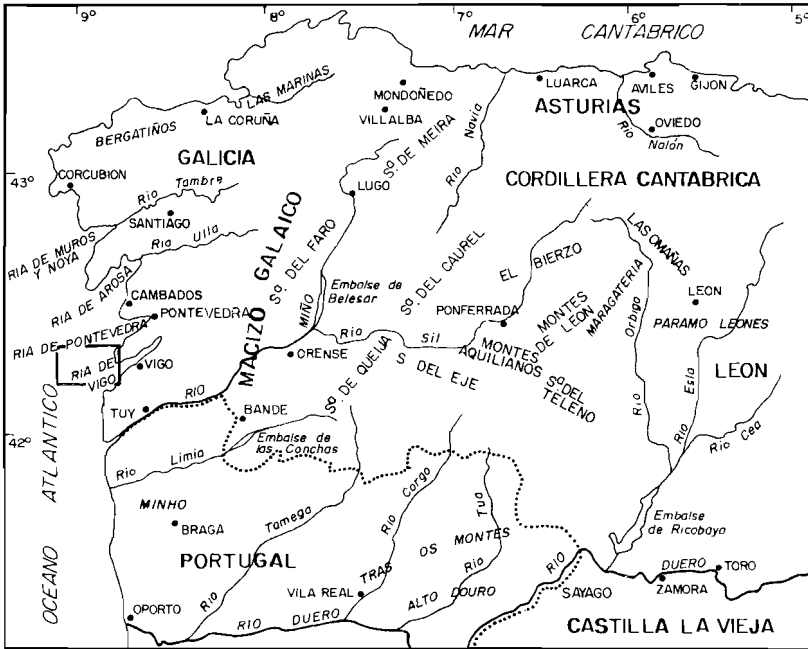 9°
8°
7°
6°
5°
MAR CANTABRICO
LAS MARINAS
MONDOÑEDO
LUARCA
AVILES
GIJON
BERGATIÑOS
LA CORUÑA
VILLALBA
ASTURIAS
OVIEDO
Rio Nalón
Rio Navia
Sª. DE MEIRA
GALICIA
43°
CORCUBION
Rio Tambre
LUGO
CORDILLERA CANTABRICA
SANTIAGO
RIA DE MUROS
Y NOYA
Rio Ulla
MACIZO GALAICO
Sª. DEL FARO
Sª. DEL CAUREL
EL BIERZO
LAS OMAÑAS
RIA DE AROSA
CAMBADOS
PONTEVEDRA
MIÑO
Embalse de
Belesar
PONFERRADA
MONTES
DE LEON
MARAGATERIA
LEON
PARAMO LEONES
RIA DE PONTEVEDRA
RIA DE
VIGO
VIGO
Rio Sil
ORENSE
Sª. DE QUEIJA
S. DEL EJE
MONTES
AQUILIANOS
Sª. DEL
TELENO
Rio Orbigo
Rio Esla
LEON
RIO
TUY
BANDE
42°
Rio Cea
Embalse de
las Conchas
Rio Limia
OCEANO ATLANTICO
MINHO
BRAGA
Rio Tamega
Rio Corgo
Rio Tua
Embalse de
Ricobayo
PORTUGAL
TRAS OS MONTES
VILA REAL
ALTO DOURO
RIO DUERO
TORO
SAYAGO
ZAMORA
OPORTO
RIO DUERO
CASTILLA LA VIEJA